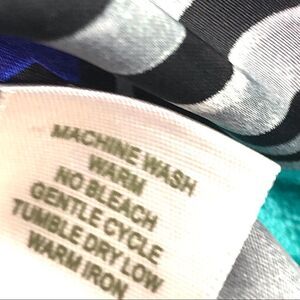 MACHINE WASH
WARM
NO BLEACH
GENTLE CYCLE
TUMBLE DRY LOW
WARM IRON